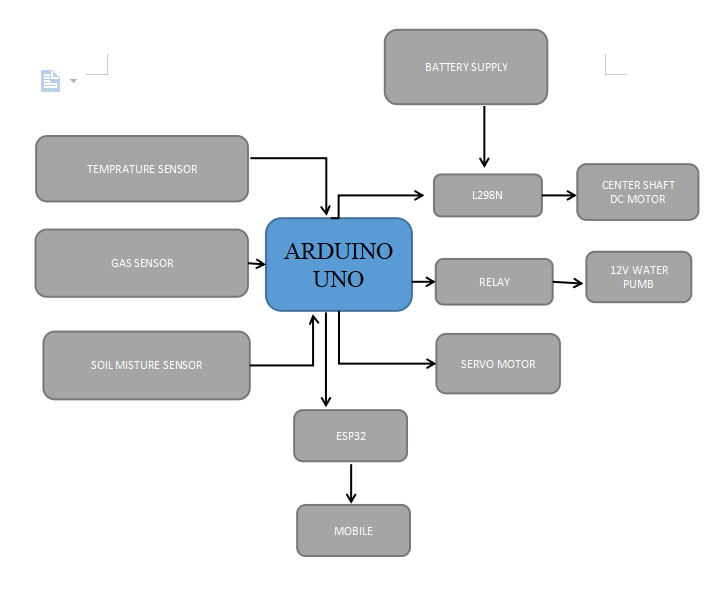 BATTERY SUPPLY
TEMPRATURE SENSOR
L298N
CENTER SHAFT
DC MOTOR
GAS SENSOR
ARDUINO
UNO
RELAY
12V WATER
PUMB
SOIL MISTURE SENSOR
SERVO MOTOR
ESP32
MOBILE